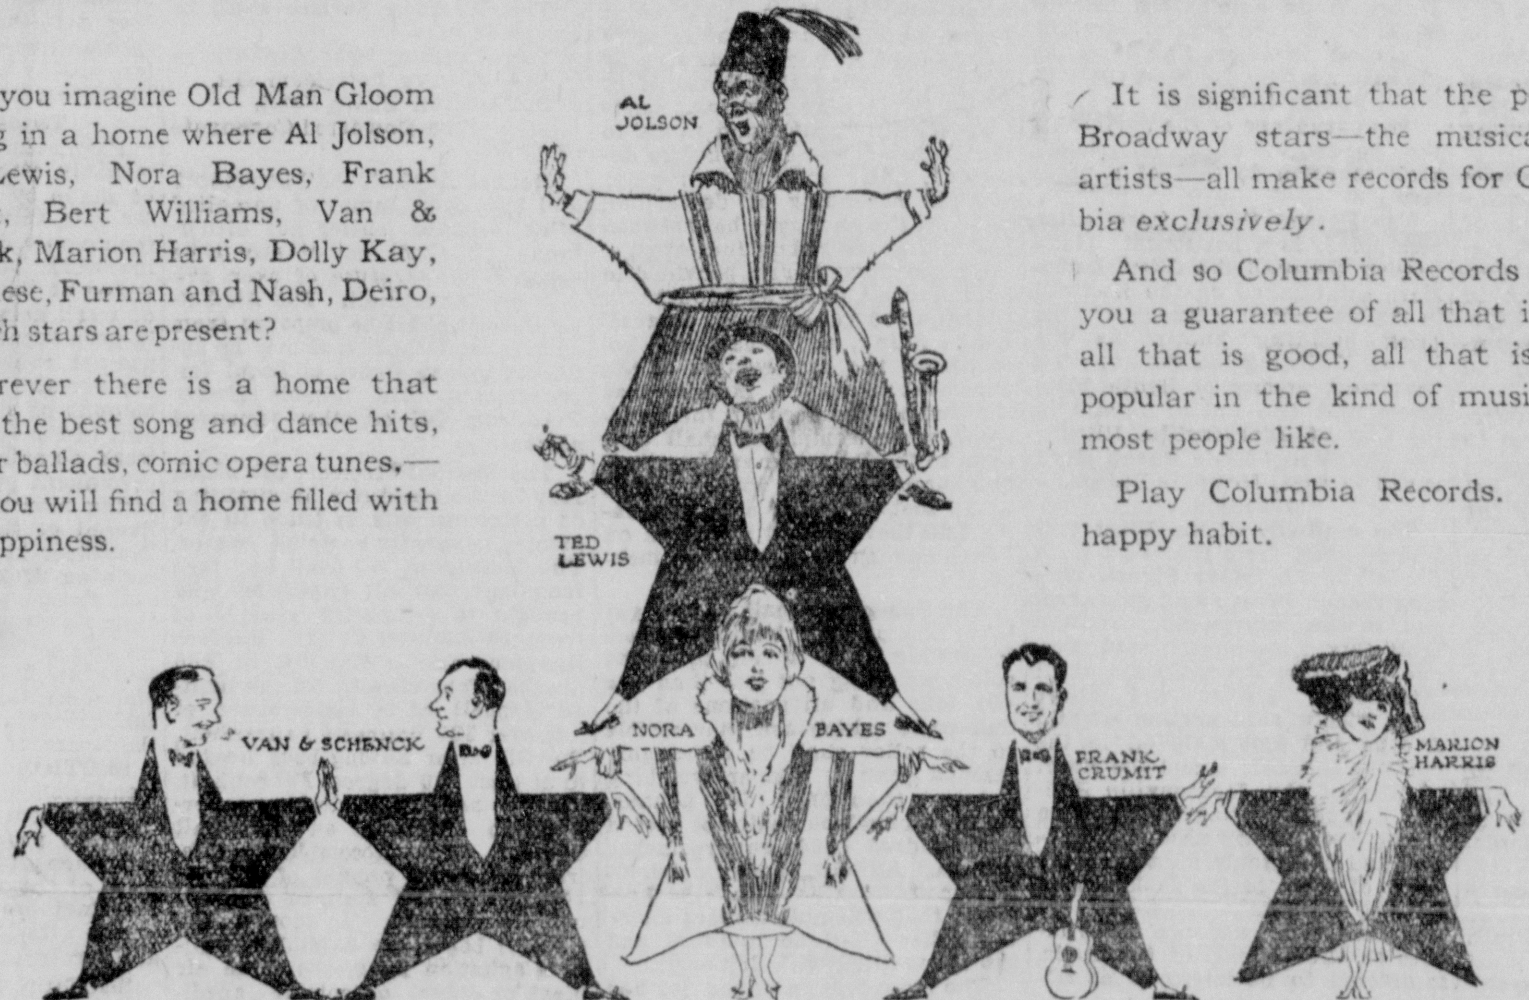 you imagine Old Man Gloom
g in a home where Al Jolson,
Lewis, Nora Bayes, Frank
Bert Williams, Van &
k, Marion Harris, Dolly Kay,
ese, Furman and Nash, Deiro,
h stars are present?
rever there is a home that
the best song and dance hits,
r ballads, comic opera tunes,—
ou will find a home filled with
ppiness.
AL
JOLSON
TED
LEWIS
VAN & SCHENCK
NORA BAYES
FRANK
CRUMIT
MARION
HARRIS
It is significant that the p
Broadway stars—the musica
artists—all make records for C
bia exclusively.
And so Columbia Records
you a guarantee of all that i
all that is good, all that is
popular in the kind of musi
most people like.
Play Columbia Records.
happy habit.